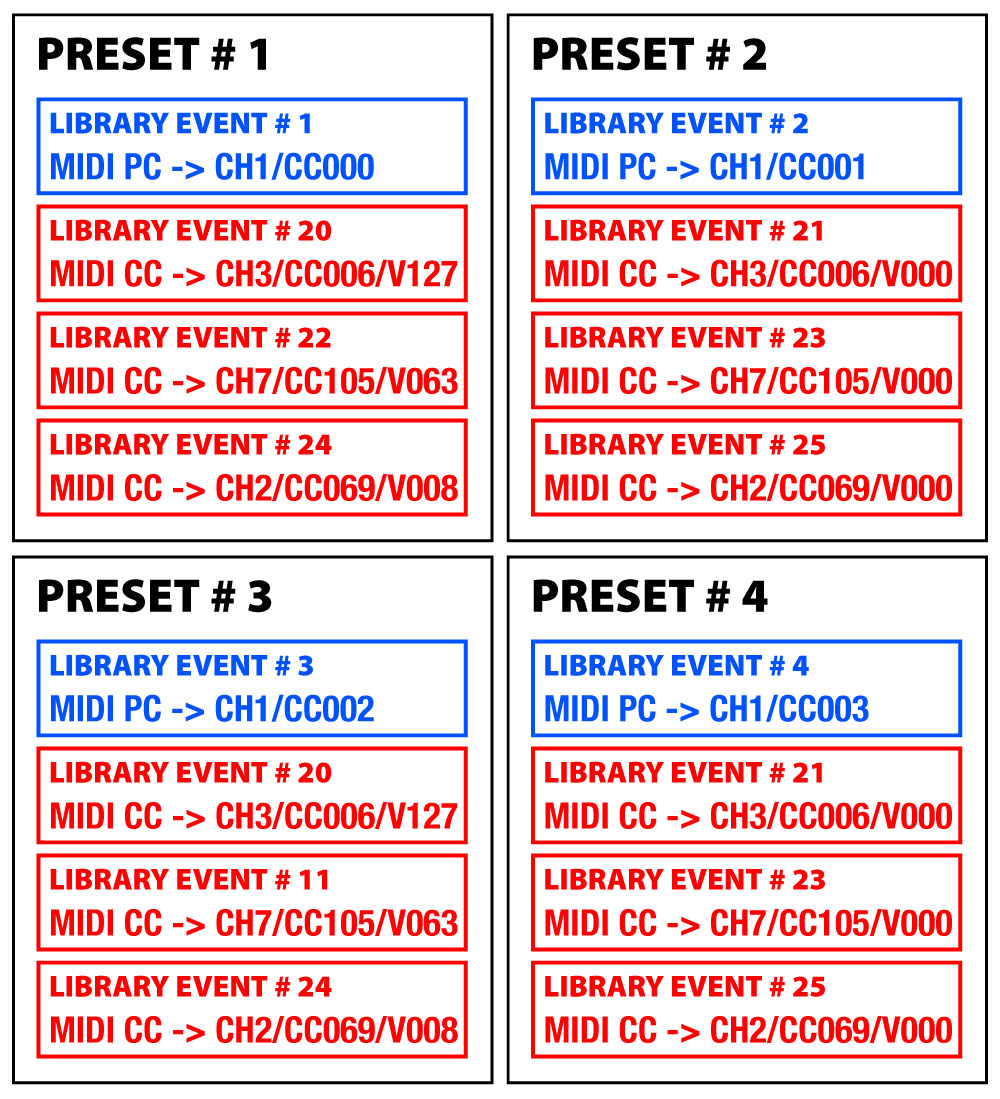 PRESET # 1
LIBRARY EVENT # 1
MIDI PC -> CH1/CC000
LIBRARY EVENT # 20
MIDI CC -> CH3/CC006/V127
LIBRARY EVENT # 22
MIDI CC -> CH7/CC105/V063
LIBRARY EVENT # 24
MIDI CC -> CH2/CC069/V008
PRESET # 2
LIBRARY EVENT # 2
MIDI PC -> CH1/CC001
LIBRARY EVENT # 21
MIDI CC -> CH3/CC006/V000
LIBRARY EVENT # 23
MIDI CC -> CH7/CC105/V000
LIBRARY EVENT # 25
MIDI CC -> CH2/CC069/V000
PRESET # 3
LIBRARY EVENT # 3
MIDI PC -> CH1/CC002
LIBRARY EVENT # 20
MIDI CC -> CH3/CC006/V127
LIBRARY EVENT # 11
MIDI CC -> CH7/CC105/V063
LIBRARY EVENT # 24
MIDI CC -> CH2/CC069/V008
PRESET # 4
LIBRARY EVENT # 4
MIDI PC -> CH1/CC003
LIBRARY EVENT # 21
MIDI CC -> CH3/CC006/V000
LIBRARY EVENT # 23
MIDI CC -> CH7/CC105/V000
LIBRARY EVENT # 25
MIDI CC -> CH2/CC069/V000